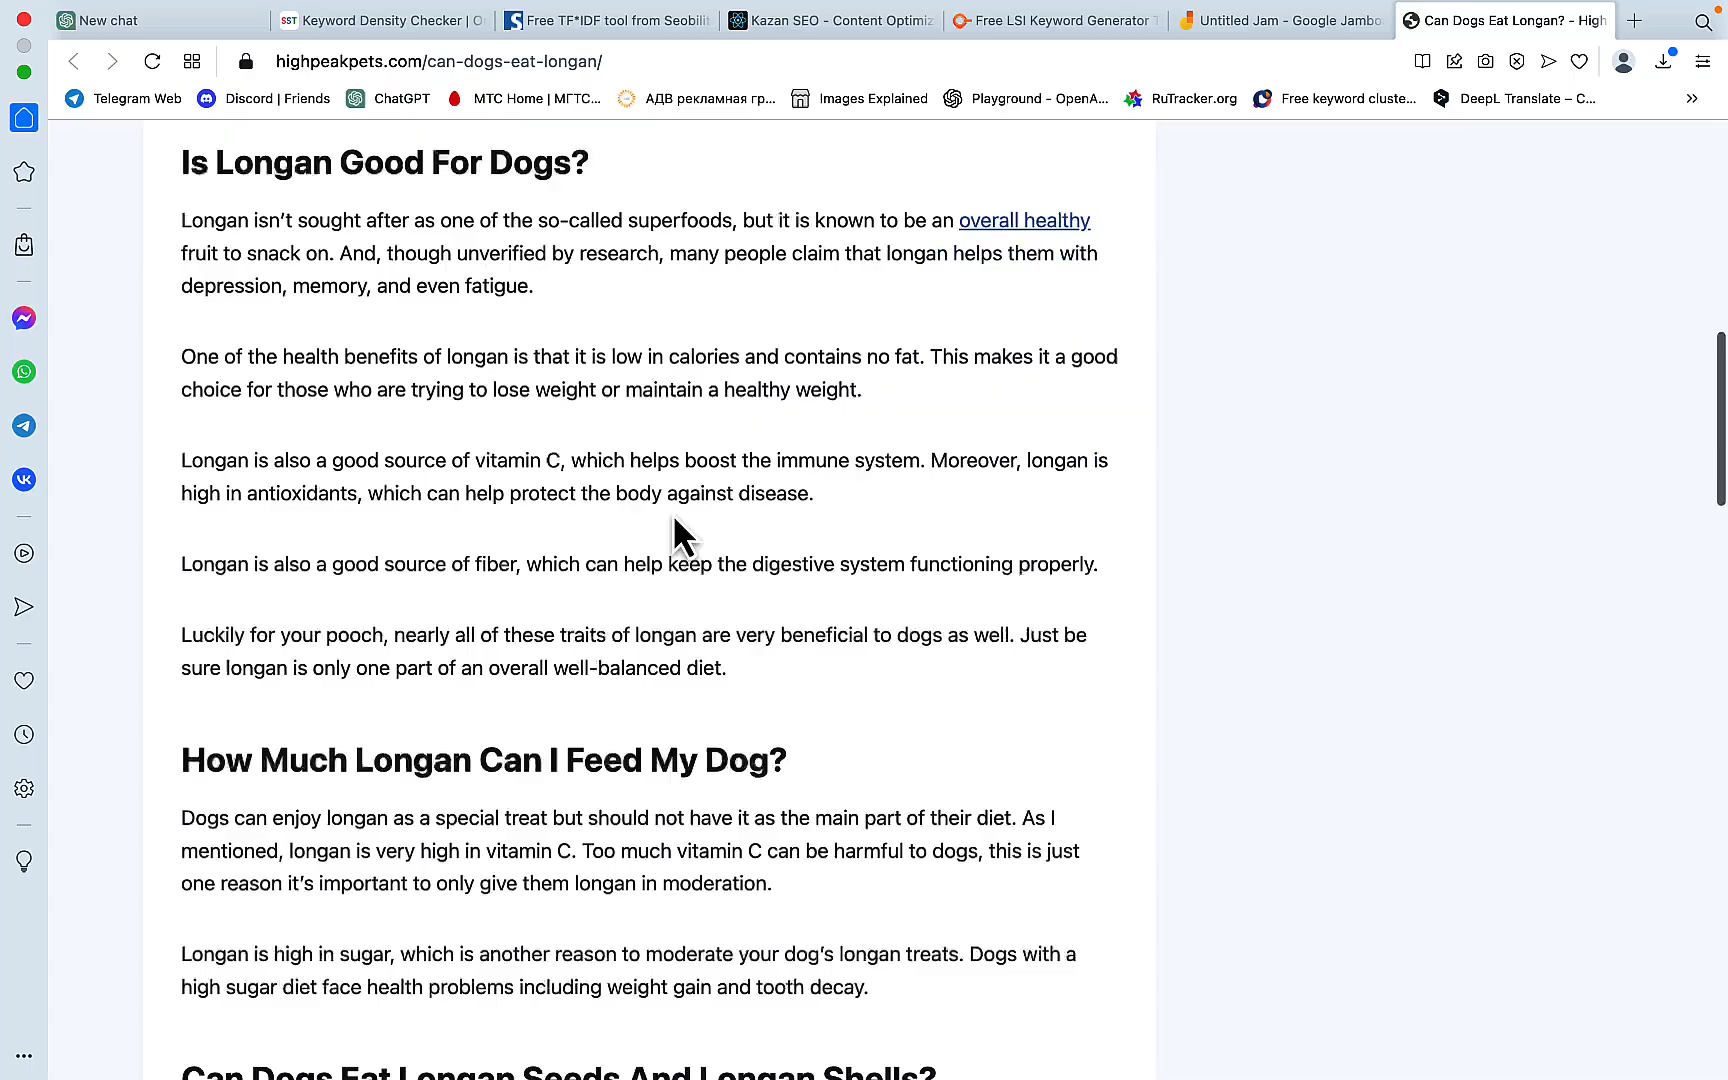 New chat
SST Keyword Density Checker | O
Free TF*IDF tool from Seobilit
Kazan SEO - Content Optimiz
Free LSI Keyword Generator
Untitled Jam - Google Jambo
Can Dogs Eat Longan? - High
highpeakpets.com/can-dogs-eat-longan/
Telegram Web
Discord | Friends
ChatGPT
МТС Home | МГТС...
АДВ рекламная гр...
Images Explained
Playground - OpenA...
RuTracker.org
Free keyword cluste...
DeepL Translate – C...
Is Longan Good For Dogs?
Longan isn’t sought after as one of the so-called superfoods, but it is known to be an overall healthy
fruit to snack on. And, though unverified by research, many people claim that longan helps them with
depression, memory, and even fatigue.
One of the health benefits of longan is that it is low in calories and contains no fat. This makes it a good
choice for those who are trying to lose weight or maintain a healthy weight.
Longan is also a good source of vitamin C, which helps boost the immune system. Moreover, longan is
high in antioxidants, which can help protect the body against disease.
Longan is also a good source of fiber, which can help keep the digestive system functioning properly.
Luckily for your pooch, nearly all of these traits of longan are very beneficial to dogs as well. Just be
sure longan is only one part of an overall well-balanced diet.
How Much Longan Can I Feed My Dog?
Dogs can enjoy longan as a special treat but should not have it as the main part of their diet. As I
mentioned, longan is very high in vitamin C. Too much vitamin C can be harmful to dogs, this is just
one reason it’s important to only give them longan in moderation.
Longan is high in sugar, which is another reason to moderate your dog’s longan treats. Dogs with a
high sugar diet face health problems including weight gain and tooth decay.
Can Dogs Eat Longan Seeds And Longan Shells?